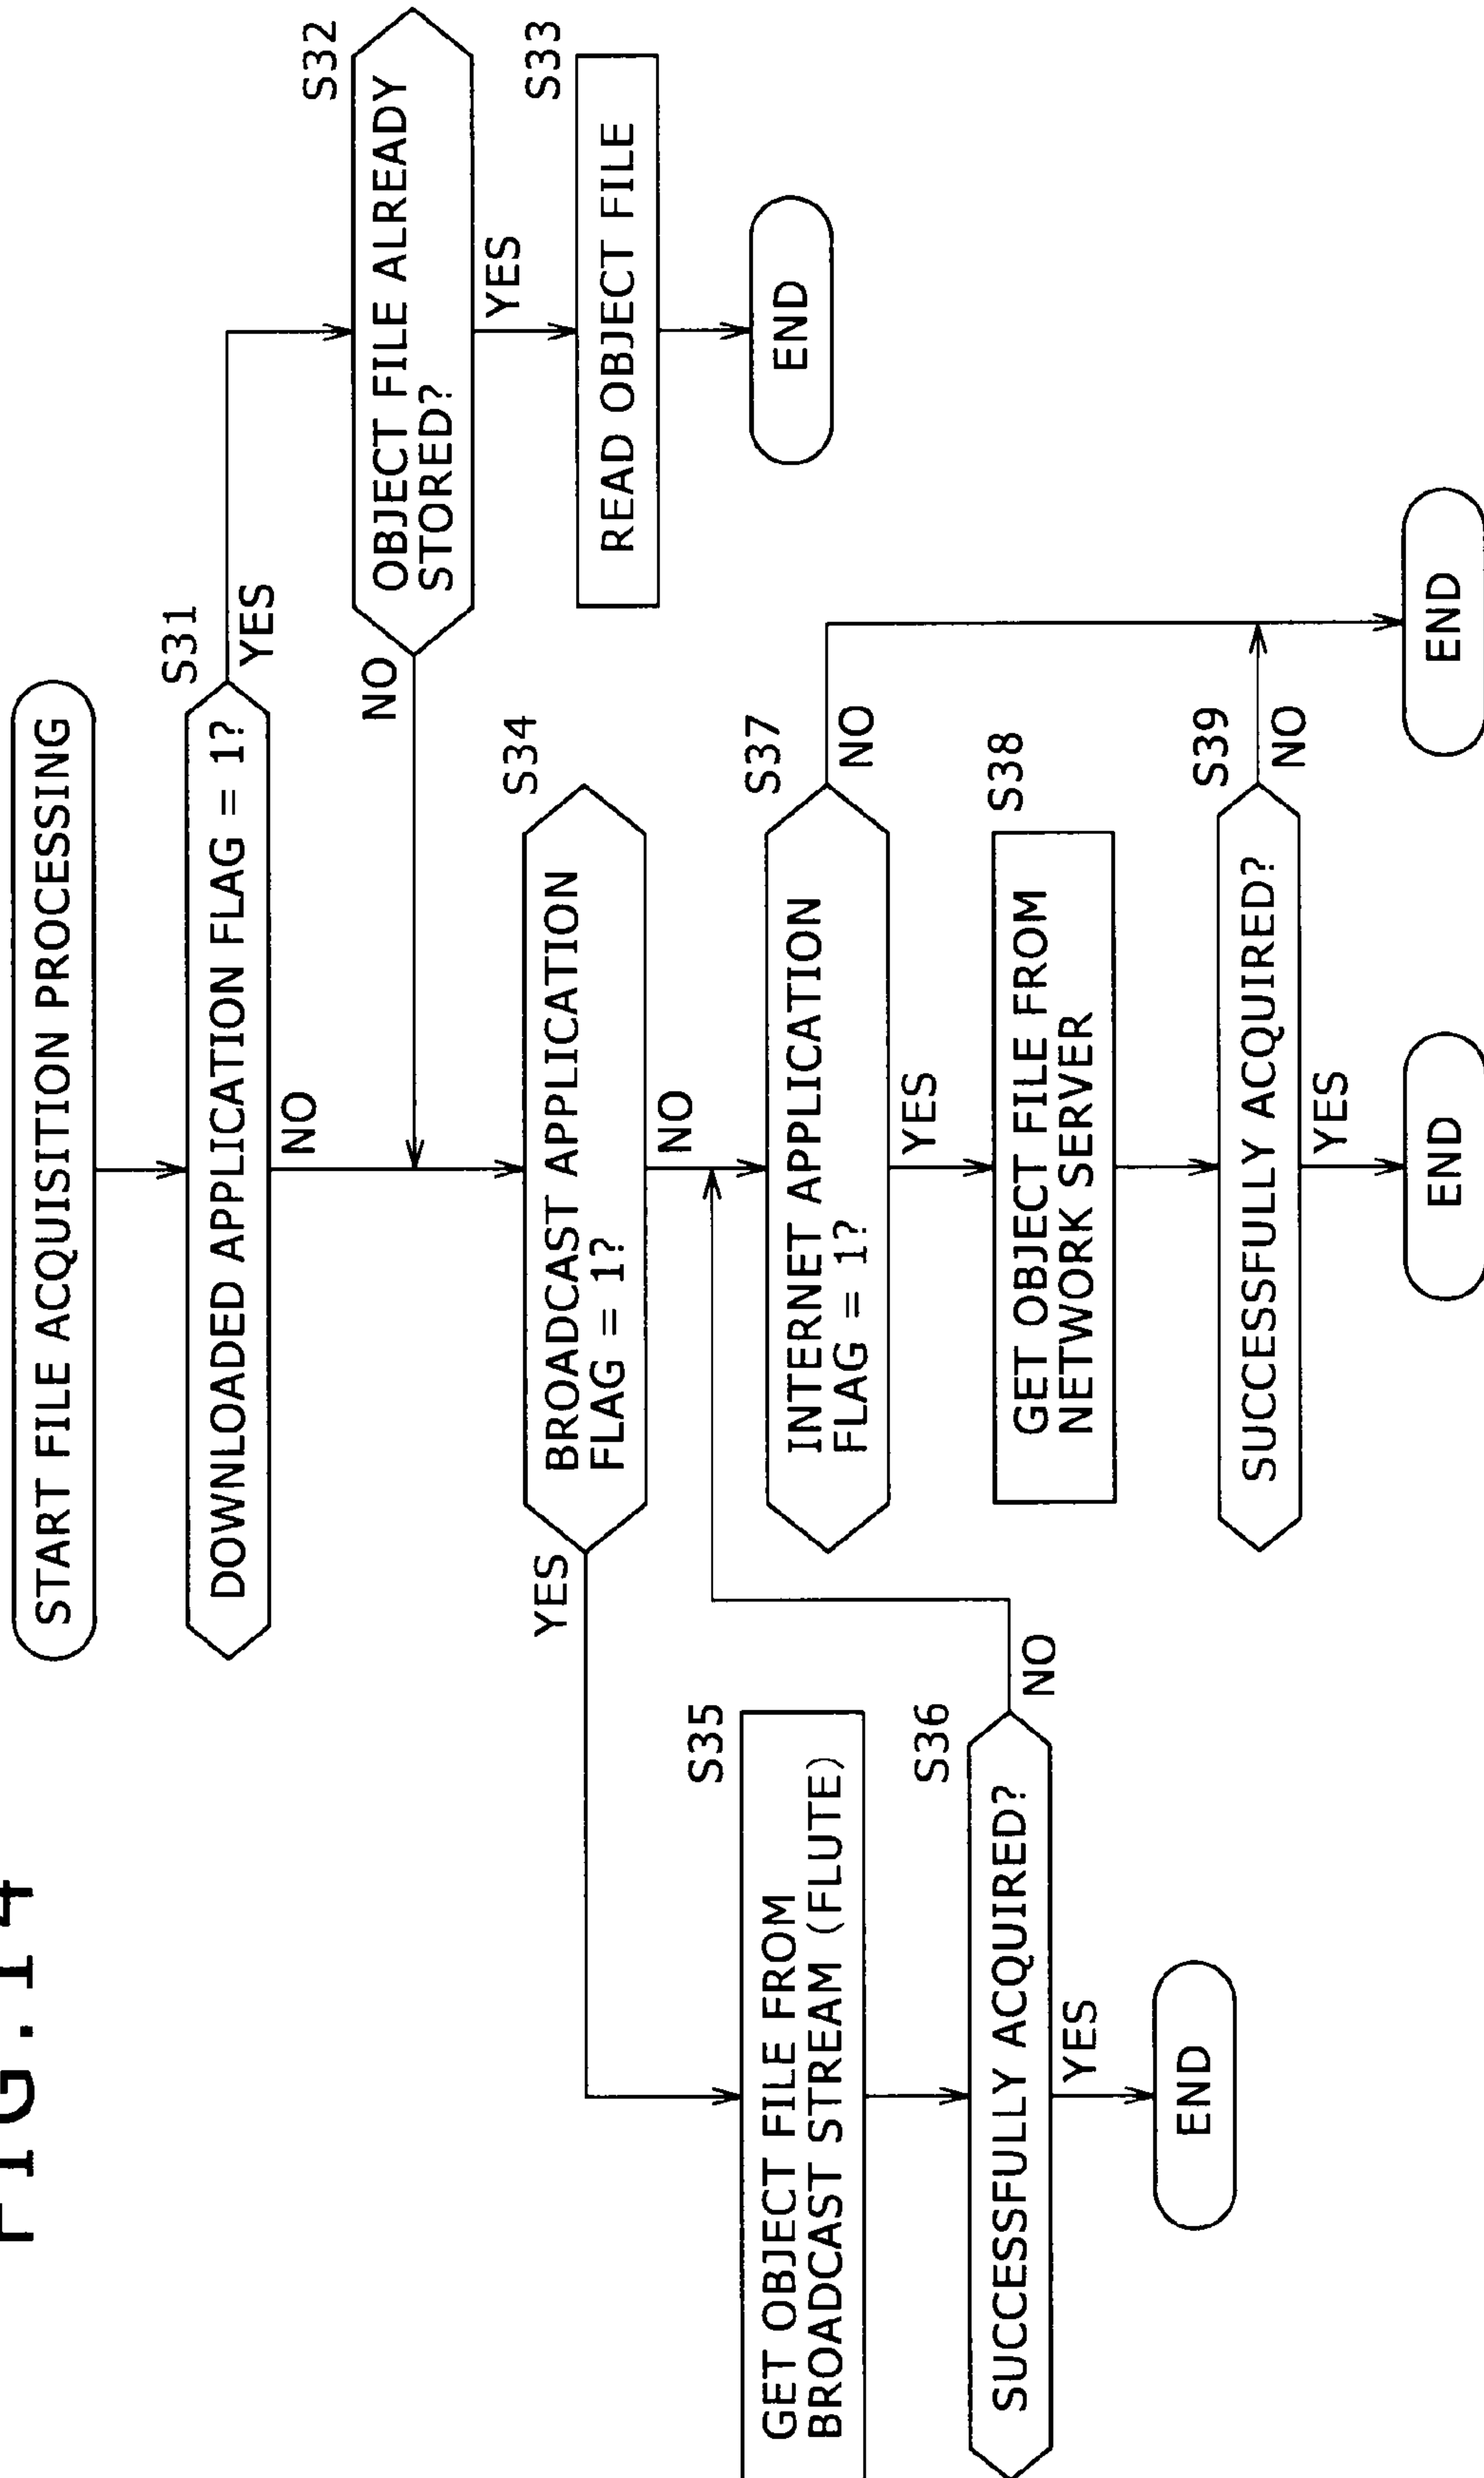 FIG.14
START FILE ACQUISITION PROCESSING
S31
DOWNLOADED APPLICATION FLAG = 1?
YES
NO
S32
OBJECT FILE ALREADY
STORED?
NO
YES
S33
READ OBJECT FILE
END
S34
BROADCAST APPLICATION
FLAG = 1?
YES
NO
S35
GET OBJECT FILE FROM
BROADCAST STREAM (FLUTE)
S36
SUCCESSFULLY ACQUIRED?
NO
YES
END
S37
INTERNET APPLICATION
FLAG = 1?
NO
YES
S38
GET OBJECT FILE FROM
NETWORK SERVER
S39
SUCCESSFULLY ACQUIRED?
NO
YES
END
END